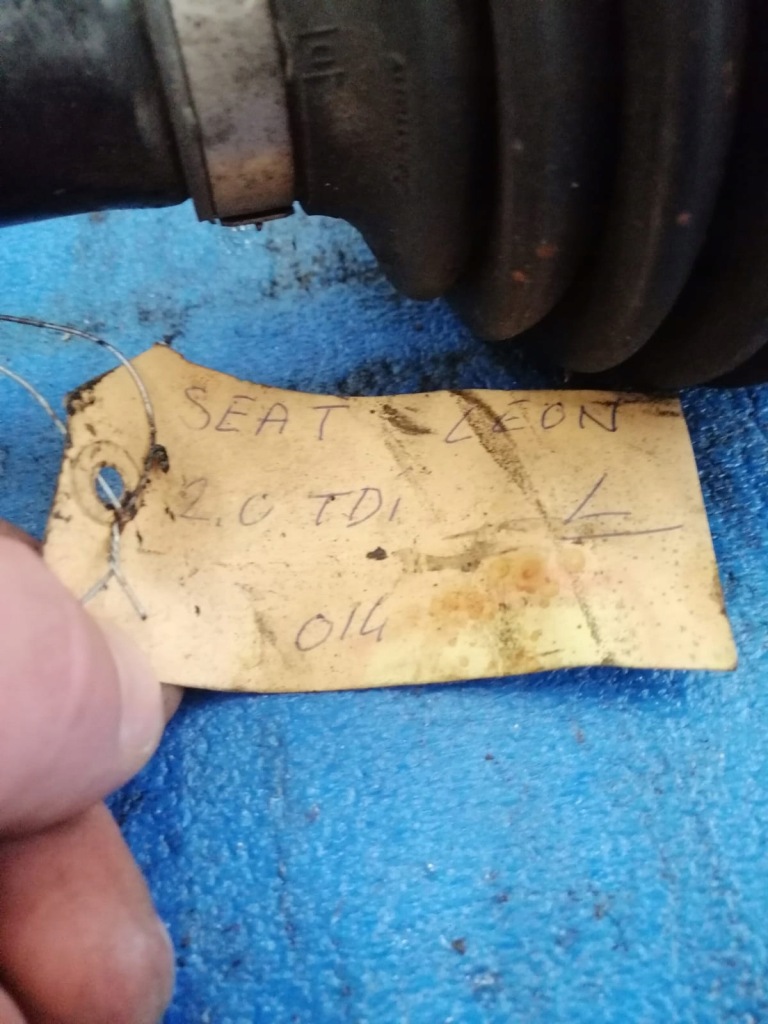 SEAT LEON
2.0 TDi L
014